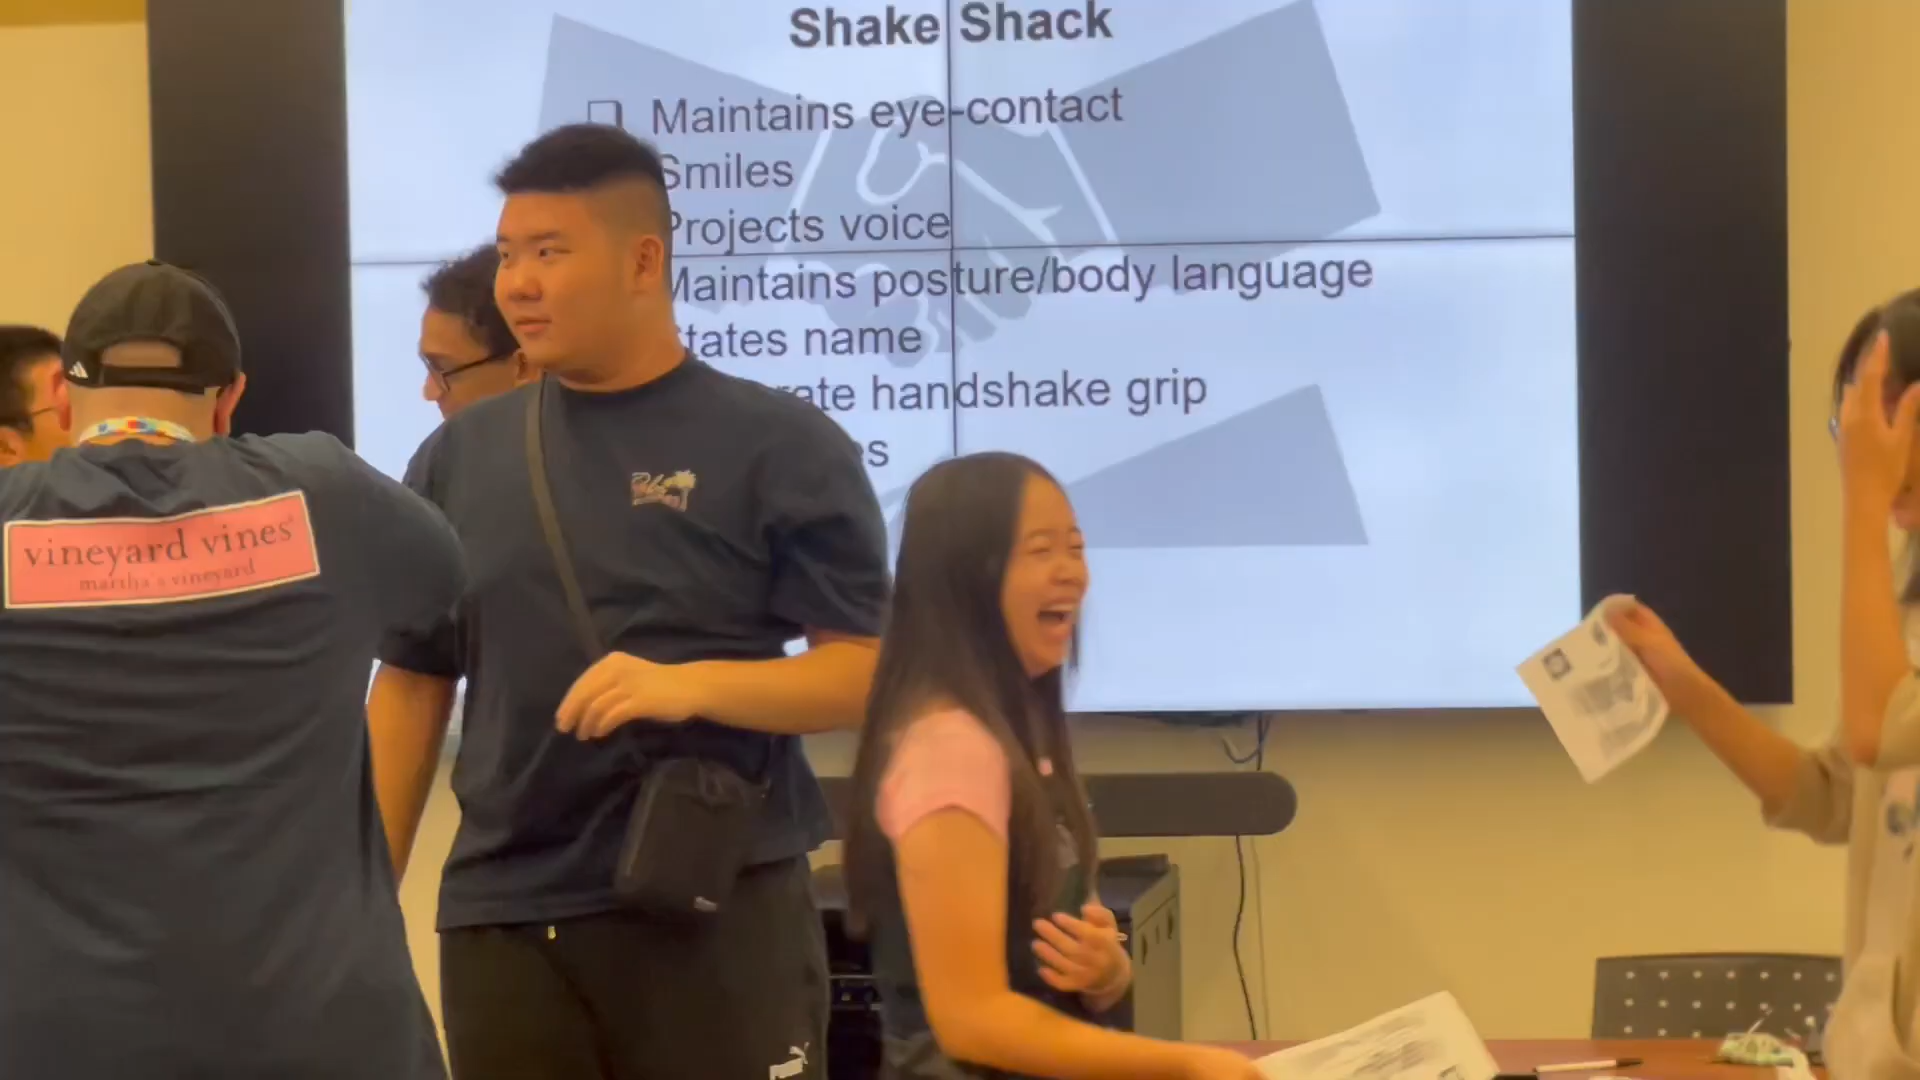 Shake Shack
Maintains eye-contact
Smiles
Projects voice
Maintains posture/body language
States name
handshake grip
vineyard vines
martha's vineyard